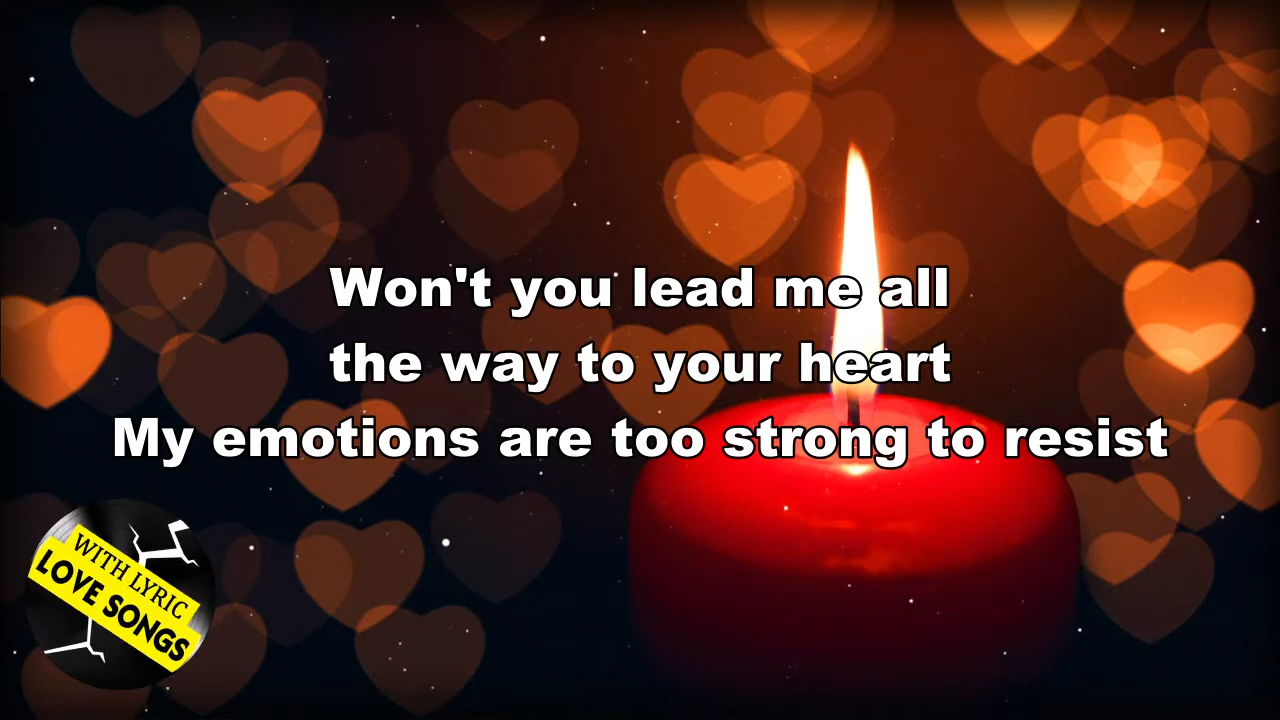 Won't you lead me all
the way to your heart
My emotions are too strong to resist
WITH LYRIC
LOVE SONGS